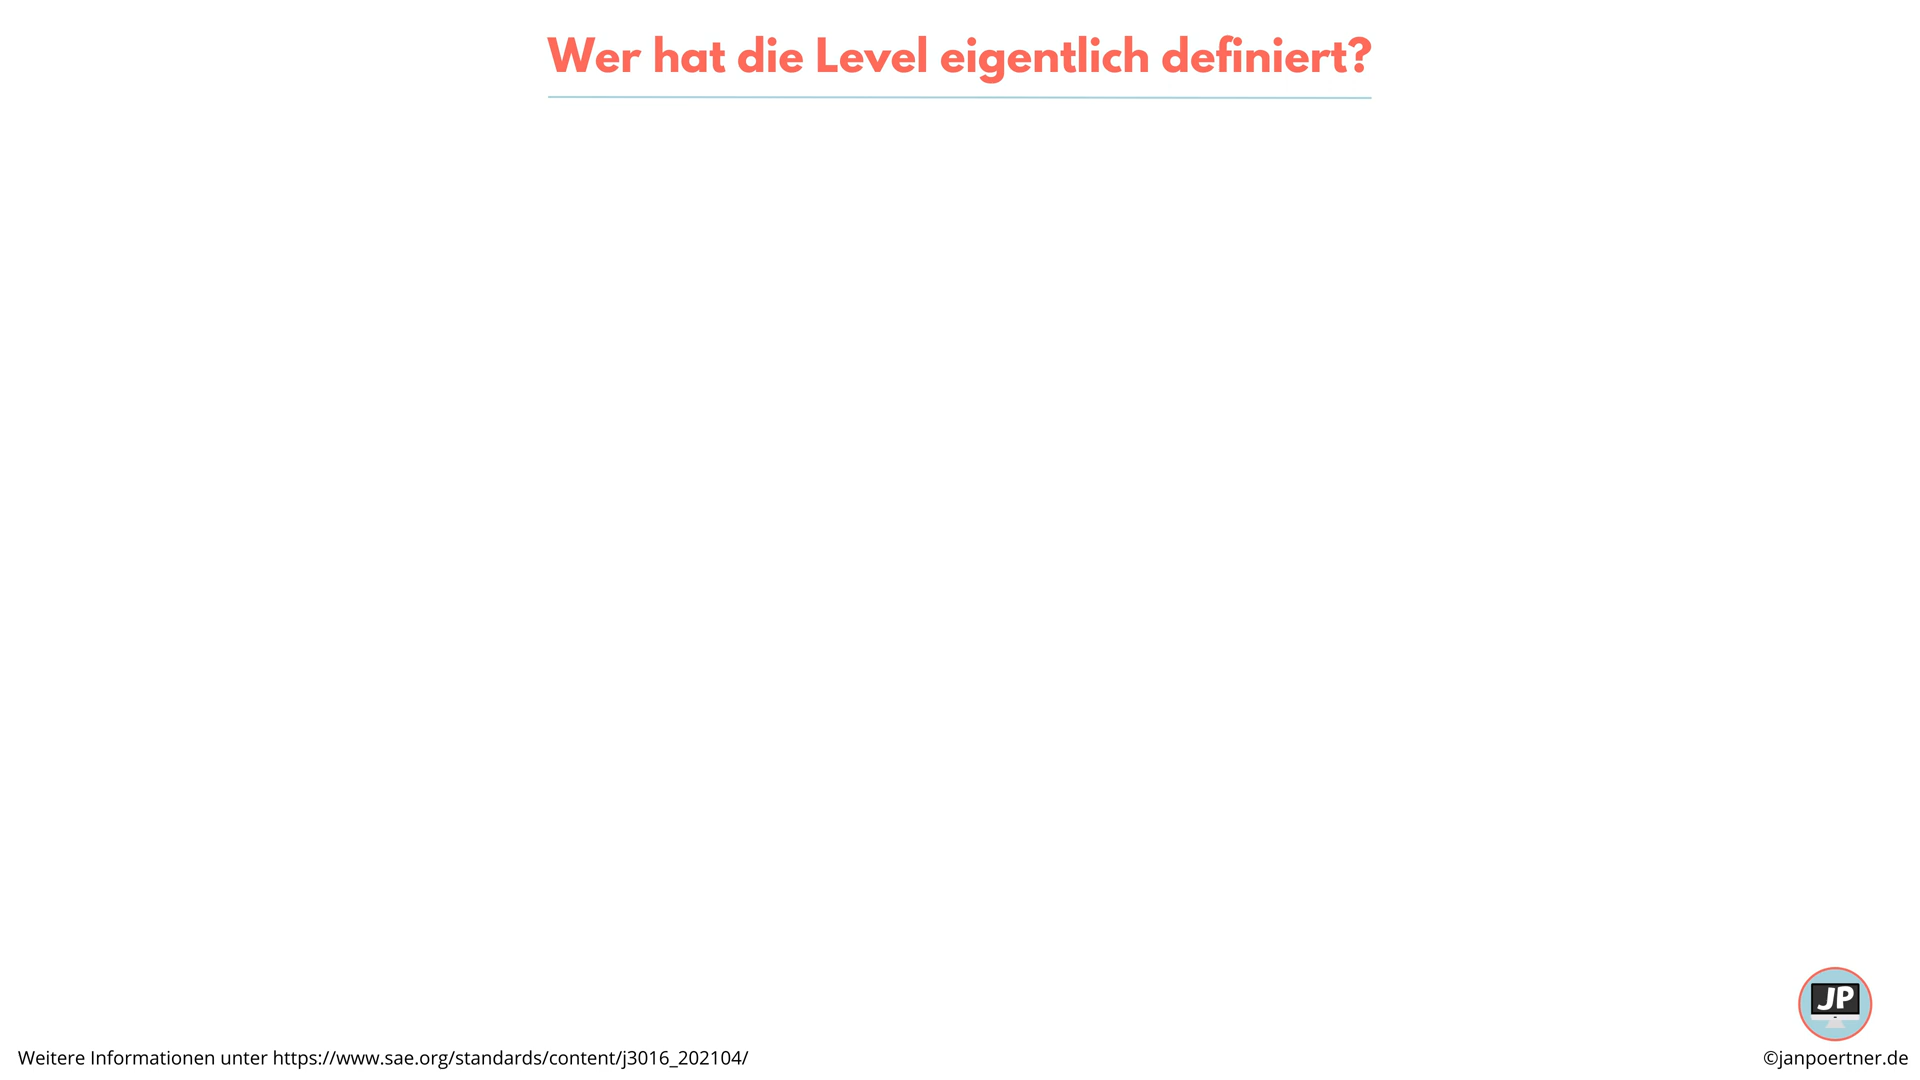 Wer hat die Level eigentlich definiert?
JP
Weitere Informationen unter https://www.sae.org/standards/content/j3016_202104/
©janpoertner.de